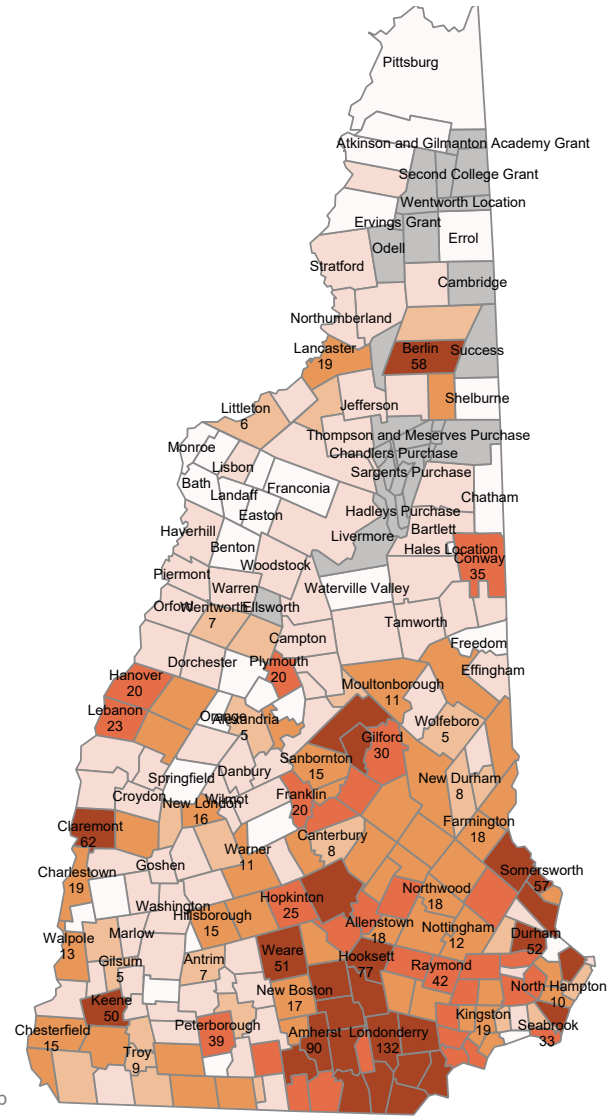 Pittsburg
Atkinson and Gilmanton Academy Grant
Second College Grant
Wentworth Location
Ervings Grant
Errol
Odell
Stratford
Cambridge
Northumberland
Lancaster
19
Berlin
58
Success
Shelburne
Jefferson
Littleton
6
Thompson and Meserves Purchase
Monroe
Chandlers Purchase
Lisbon
Sargents Purchase
Bath
Franconia
Landaff
Chatham
Easton
Hadleys Purchase
Haverhill
Bartlett
Livermore
Benton
Hales Location
Conway
35
Woodstock
Piermont
Warren
Waterville Valley
Orford
Wentworth
7
Ellsworth
Tamworth
Campton
Freedom
Dorchester
Plymouth
20
Effingham
Hanover
20
Moultonborough
11
Lebanon
23
Orange
Alexandria
5
Wolfeboro
5
Gilford
30
Sanbornton
15
Danbury
Springfield
New Durham
8
Croydon
Wilmot
Franklin
20
New London
16
Claremont
62
Farmington
18
Canterbury
8
Warner
11
Goshen
Charlestown
19
Somersworth
57
Northwood
18
Hopkinton
25
Washington
Hillsborough
15
Allenstown
18
Nottingham
12
Durham
52
Marlow
Walpole
13
Weare
51
Hooksett
77
Gilsum
5
Antrim
7
Raymond
42
North Hampton
10
New Boston
17
Keene
50
Kingston
19
Seabrook
33
Peterborough
39
Chesterfield
15
Amherst
90
Londonderry
132
Troy
9